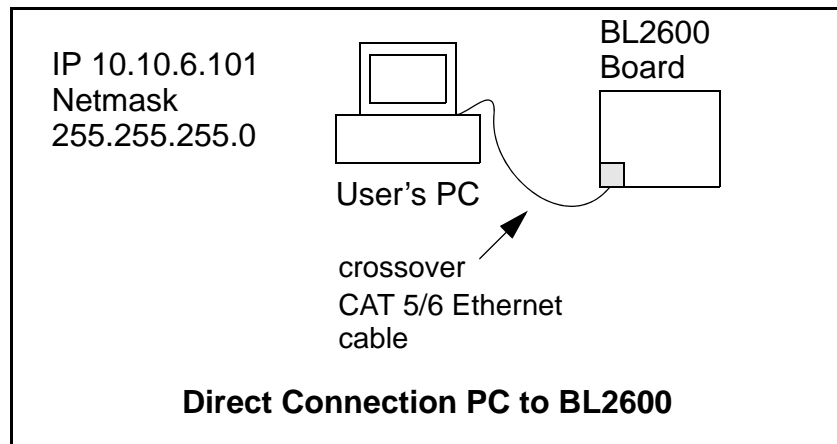 IP 10.10.6.101
Netmask
255.255.255.0
User’s PC
BL2600
Board
crossover
CAT 5/6 Ethernet
cable
Direct Connection PC to BL2600